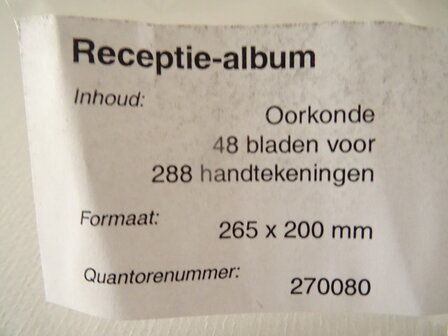 Receptie-album
Inhoud:
Oorkonde
48 bladen voor
288 handtekeningen
Formaat: 265 x 200 mm
Quantorenummer: 270080